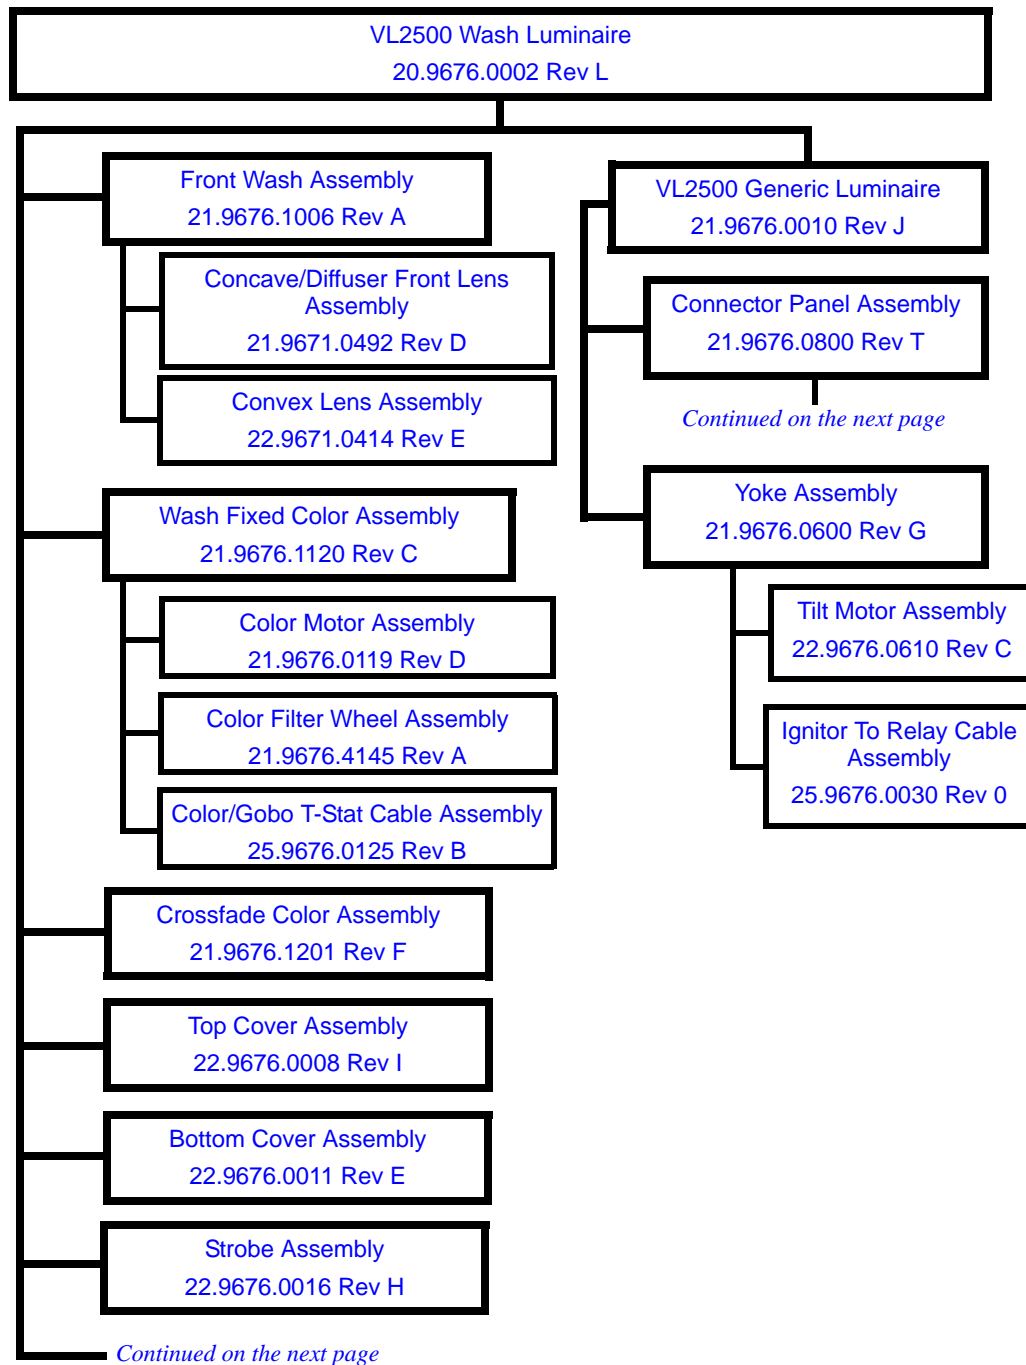 VL2500 Wash Luminaire
20.9676.0002 Rev L
Front Wash Assembly
21.9676.1006 Rev A
Concave/Diffuser Front Lens
Assembly
21.9671.0492 Rev D
Convex Lens Assembly
22.9671.0414 Rev E
Wash Fixed Color Assembly
21.9676.1120 Rev C
Color Motor Assembly
21.9676.0119 Rev D
Color Filter Wheel Assembly
21.9676.4145 Rev A
Color/Gobo T-Stat Cable Assembly
25.9676.0125 Rev B
Crossfade Color Assembly
21.9676.1201 Rev F
Top Cover Assembly
22.9676.0008 Rev I
Bottom Cover Assembly
22.9676.0011 Rev E
Strobe Assembly
22.9676.0016 Rev H
Continued on the next page
VL2500 Generic Luminaire
21.9676.0010 Rev J
Connector Panel Assembly
21.9676.0800 Rev T
Continued on the next page
Yoke Assembly
21.9676.0600 Rev G
Tilt Motor Assembly
22.9676.0610 Rev C
Ignitor To Relay Cable
Assembly
25.9676.0030 Rev 0